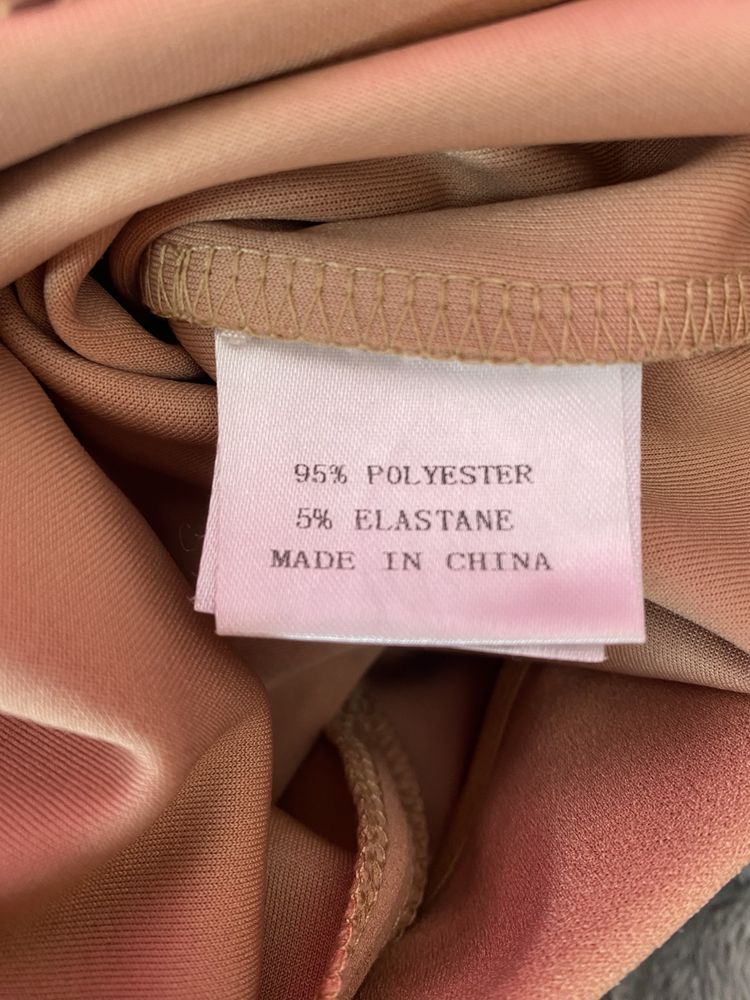 95% POLYESTER
5% ELASTANE
MADE IN CHINA